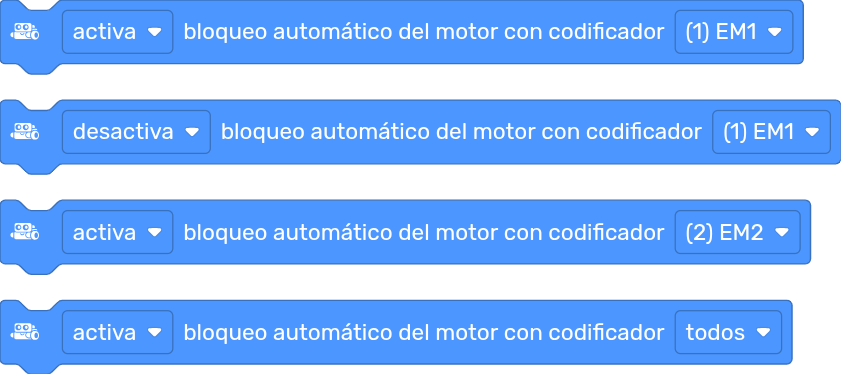 activa bloqueo automático del motor con codificador (1) EM1
desactiva bloqueo automático del motor con codificador (1) EM1
activa bloqueo automático del motor con codificador (2) EM2
activa bloqueo automático del motor con codificador todos